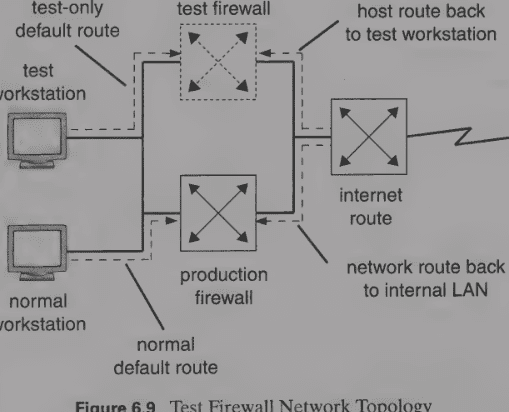 test-only
default route
test firewall
host route back
to test workstation
test
workstation
internet
route
production
firewall
network route back
to internal LAN
normal
workstation
normal
default route
Figure 6.9 Test Firewall Network Topology